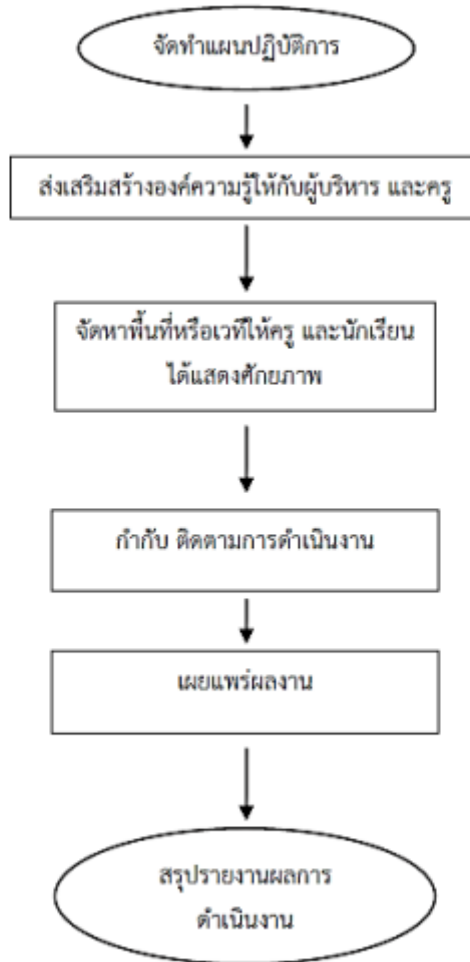 จัดทำแผนปฏิบัติการ
ส่งเสริมสร้างองค์ความรู้ให้กับผู้บริหาร และครู
จัดหาพื้นที่หรือเวทีให้ครู และนักเรียน
ได้แสดงศักยภาพ
กำกับ ติดตามการดำเนินงาน
เผยแพร่ผลงาน
สรุปรายงานผลการ
ดำเนินงาน